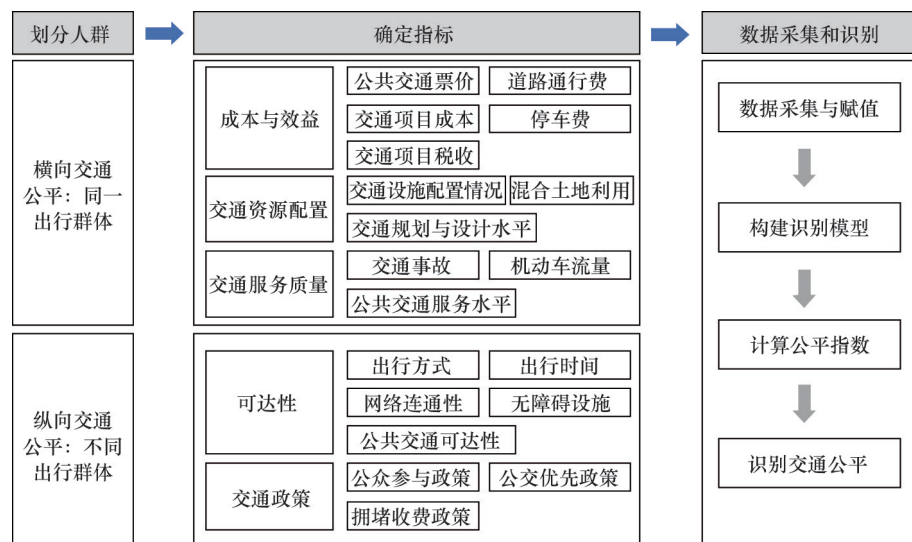 划分人群
确定指标
数据采集和识别
横向交通
公平：同一
出行群体
成本与效益
公共交通票价
道路通行费
交通项目成本
停车费
交通项目税收
交通资源配置
交通设施配置情况
混合土地利用
交通规划与设计水平
交通服务质量
交通事故
机动车流量
公共交通服务水平
纵向交通
公平：不同
出行群体
可达性
出行方式
出行时间
网络连通性
无障碍设施
公共交通可达性
交通政策
公众参与政策
公交优先政策
拥堵收费政策
数据采集与赋值
构建识别模型
计算公平指数
识别交通公平